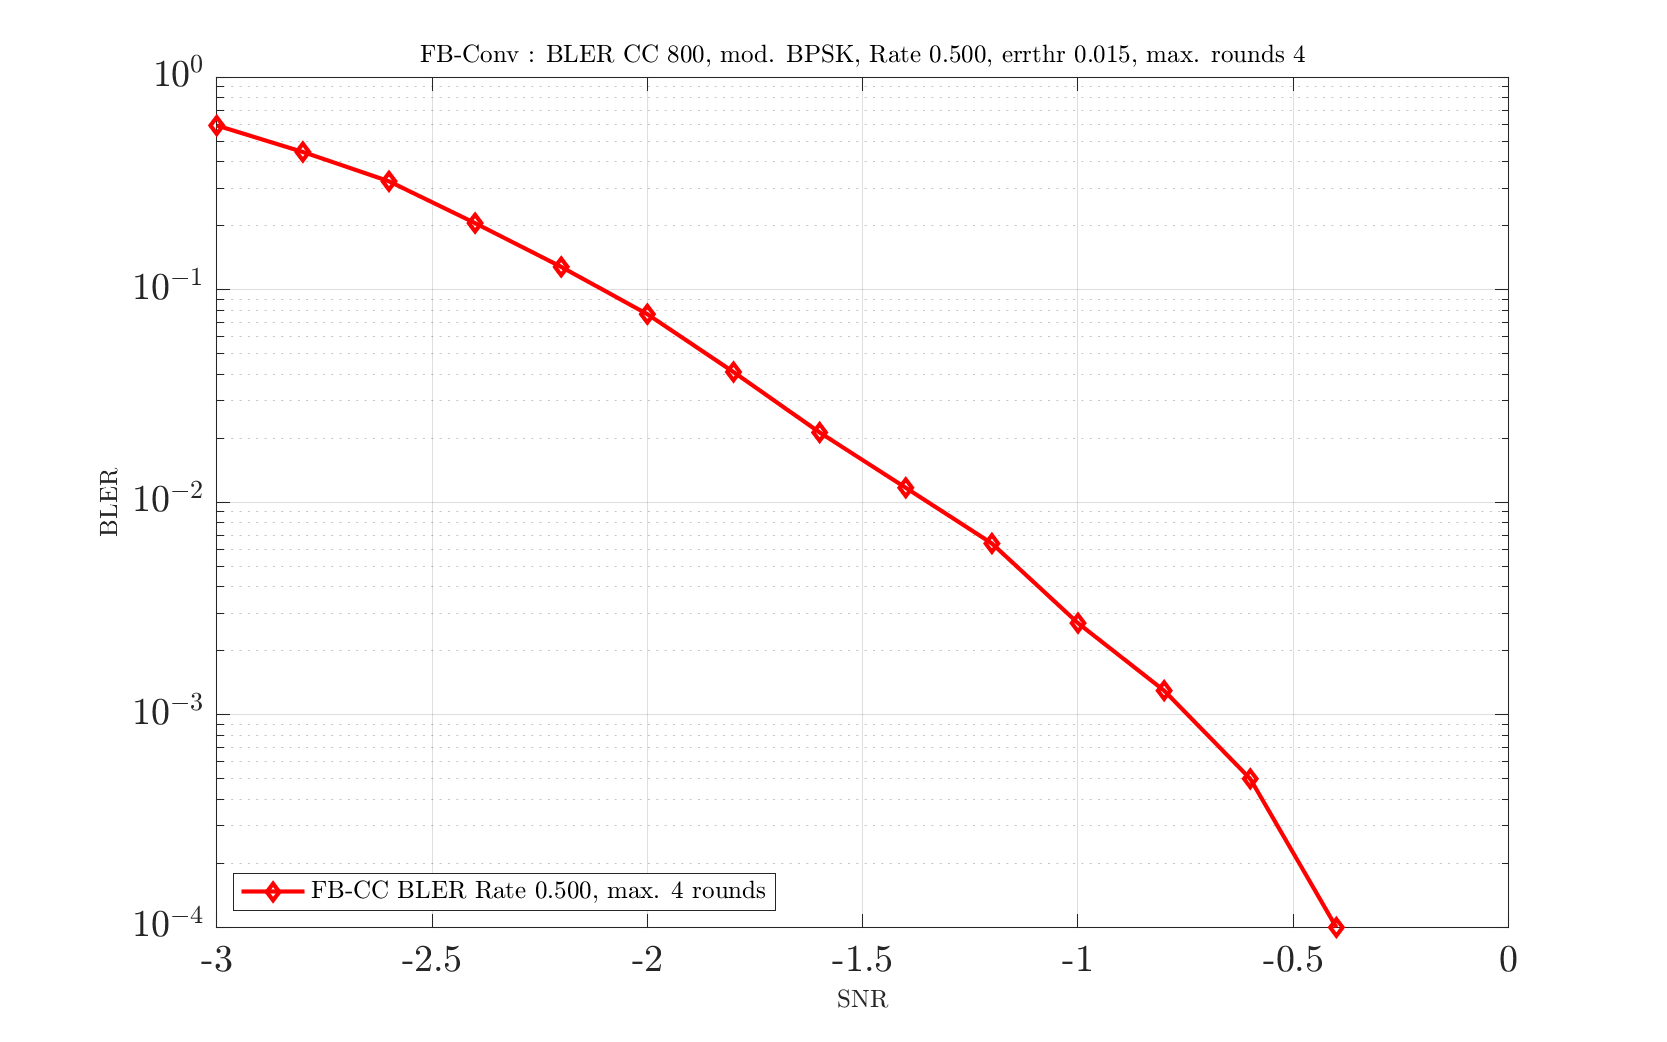 FB-Conv : BLER CC 800, mod. BPSK, Rate 0.500, errthr 0.015, max. rounds 4
10^0
10^-1
10^-2
10^-3
10^-4
BLER
FB-CC BLER Rate 0.500, max. 4 rounds
-3 -2.5 -2 -1.5 -1 -0.5 0
SNR